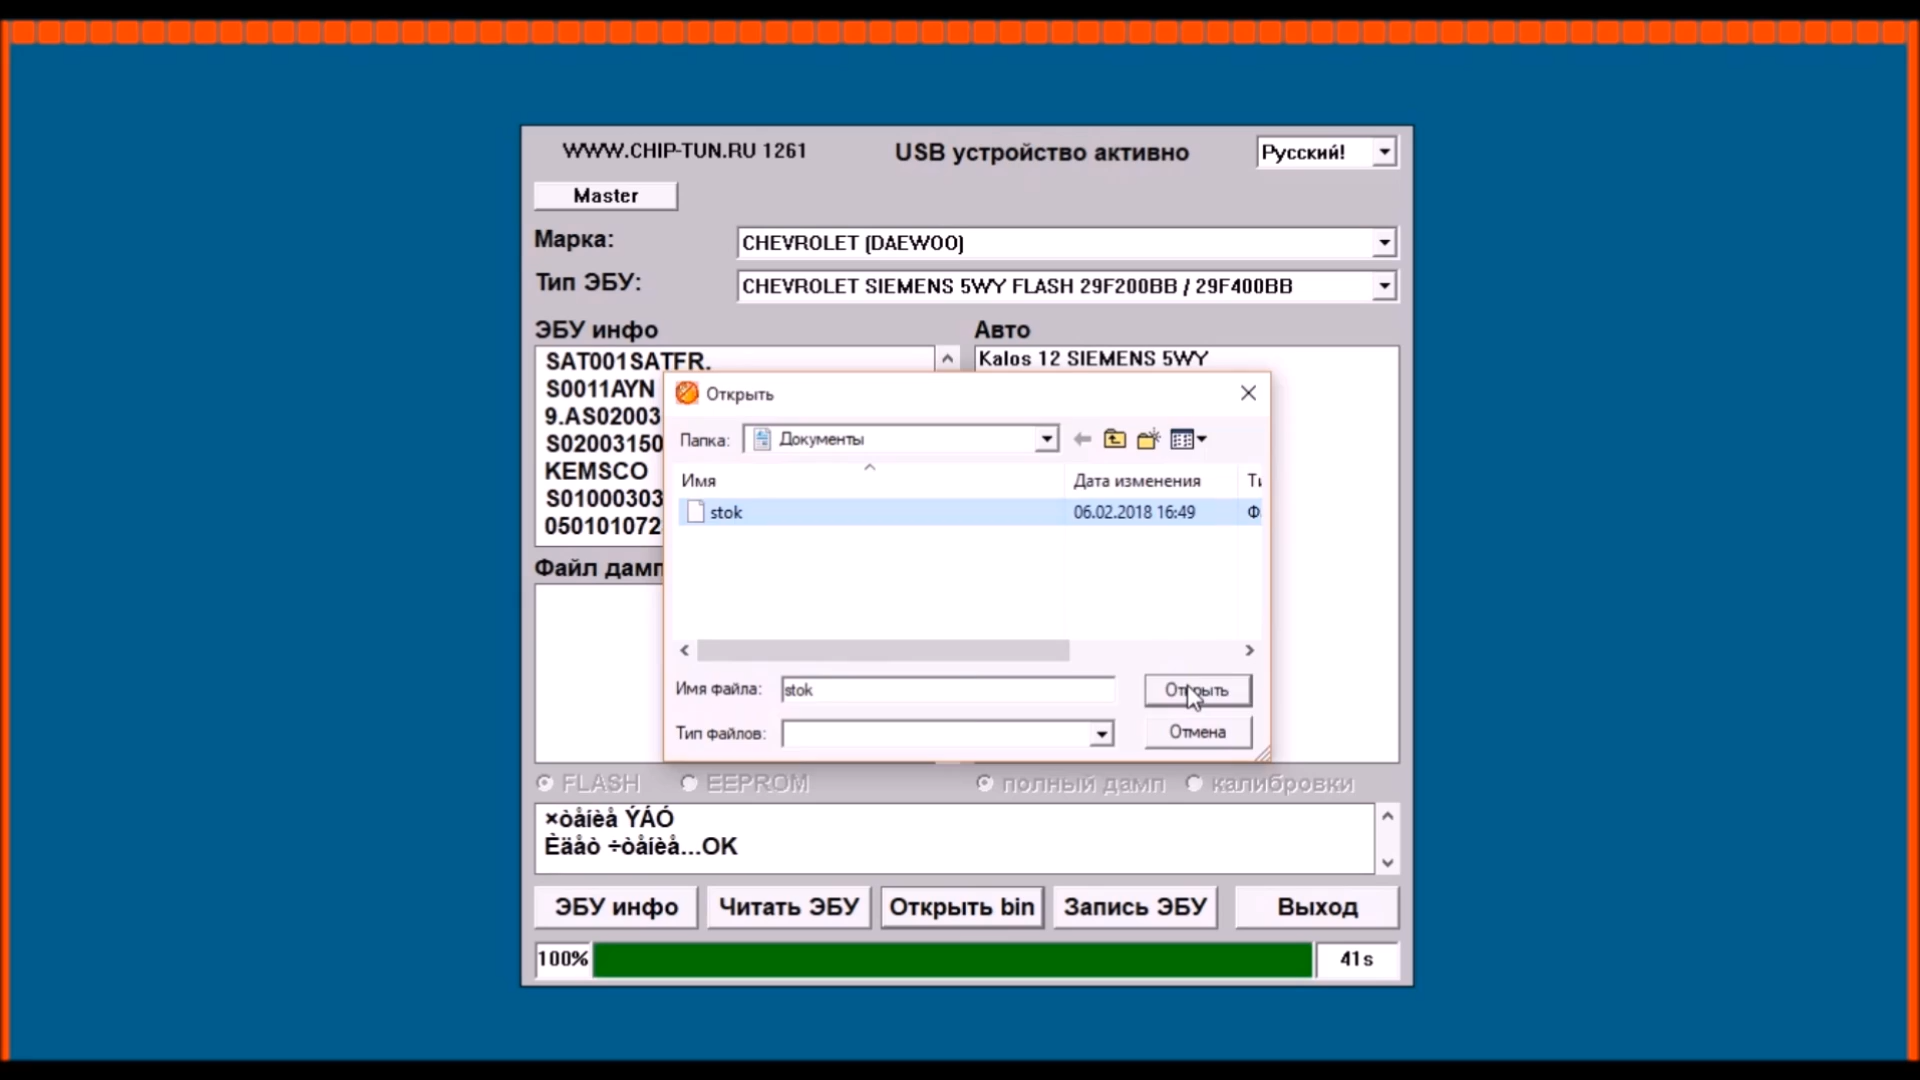 WWW.CHIP-TUN.RU 1261
USB устройство активно
Русский!
Master
Марка:
CHEVROLET (DAEWOO)
Тип ЭБУ:
CHEVROLET SIEMENS 5WY FLASH 29F200BB / 29F400BB
ЭБУ инфо
Авто
SAT001SATFR.
S0011AYN
9.AS02003
S02003150
KEMSCO
S01000303
050101072
Kalos 12 SIEMENS 5WY
Открыть
Папка:
Документы
Имя
Дата изменения
Ти
stok
06.02.2018 16:49
Ф
Имя файла:
stok
Открыть
Тип файлов:
Отмена
Файл дамп
FLASH
EEPROM
полный дамп
калибровки
×òåíèå ÝÁÓ
Èäåò ÷òåíèå...OK
ЭБУ инфо
Читать ЭБУ
Открыть bin
Запись ЭБУ
Выход
100%
41s